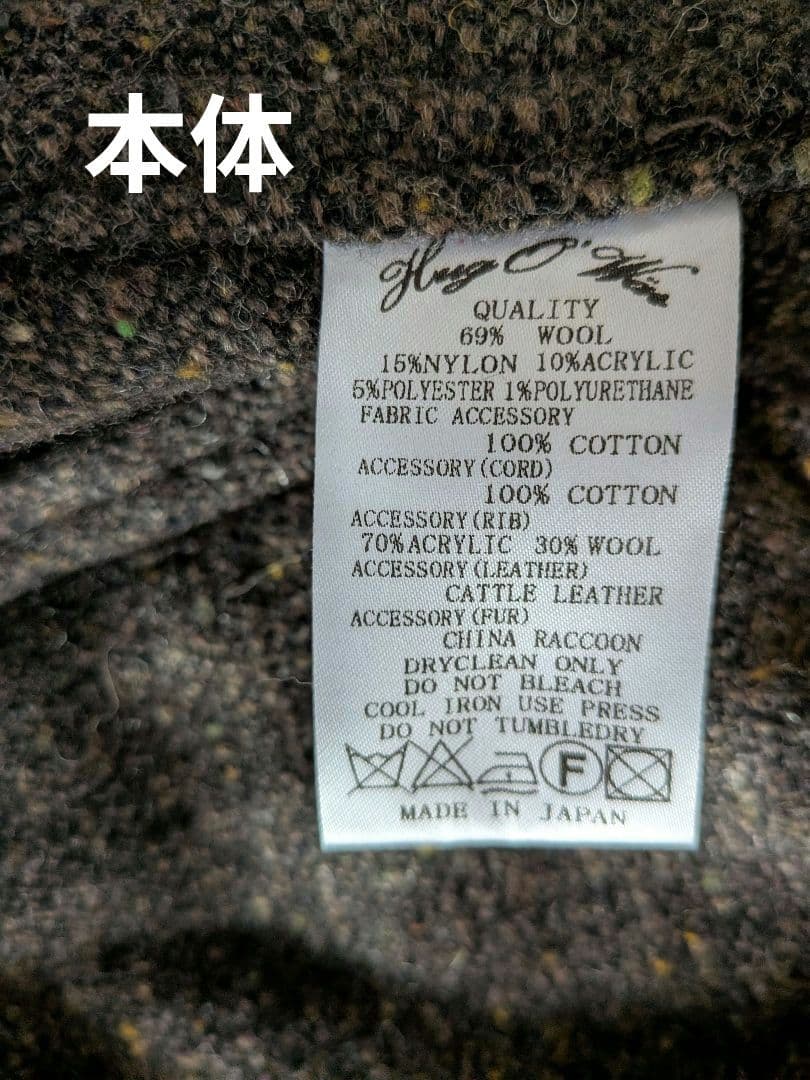 本体
Hug O' War
QUALITY
69% WOOL
15%NYLON 10%ACRYLIC
5%POLYESTER 1%POLYURETHANE
FABRIC ACCESSORY
100% COTTON
ACCESSORY(CORD)
100% COTTON
ACCESSORY(RIB)
70%ACRYLIC 30%WOOL
ACCESSORY(LEATHER)
CATTLE LEATHER
ACCESSORY(FUR)
CHINA RACCOON
DRYCLEAN ONLY
DO NOT BLEACH
COOL IRON USE PRESS
DO NOT TUMBLEDRY
F
MADE IN JAPAN